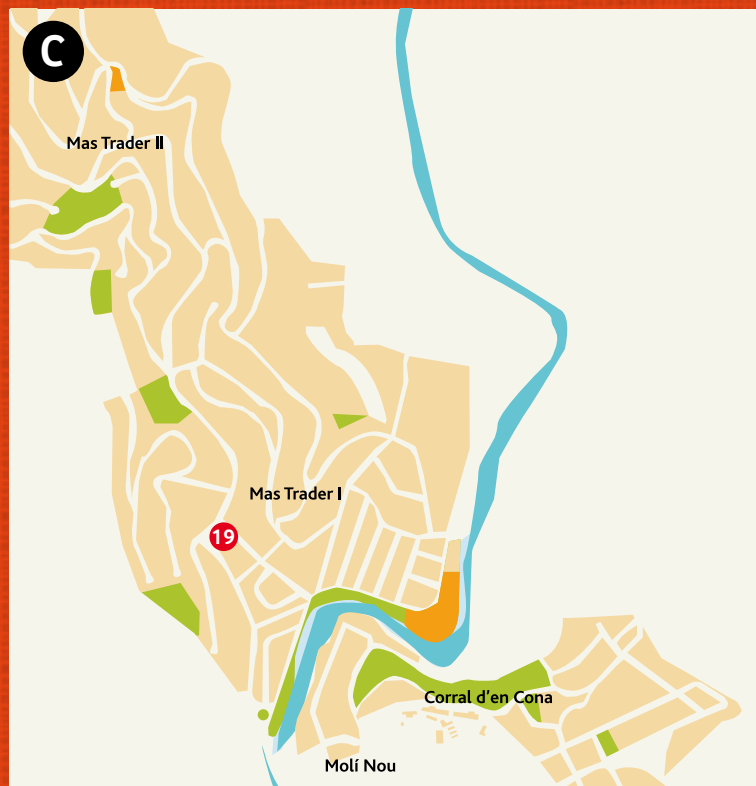 C
Mas Trader II
Mas Trader I
19
Corral d'en Cona
Molí Nou